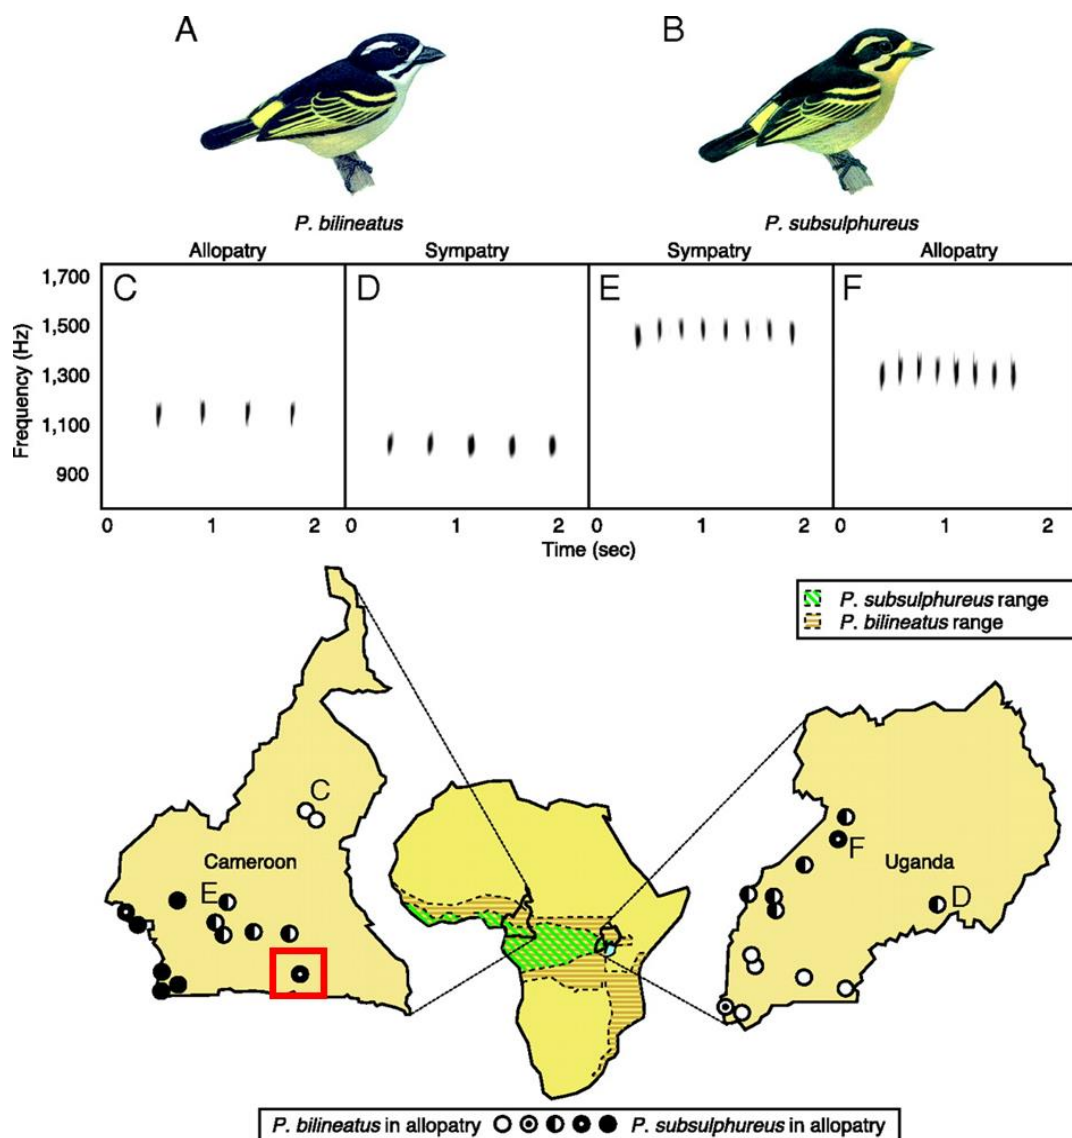 A
B
P. bilineatus
P. subsulphureus
Allopatry
Sympatry
Sympatry
Allopatry
C
D
E
F
Frequency (Hz)
1,700
1,500
1,300
1,100
900
0 1 2 0 1 2 0 1 2 0 1 2
Time (sec)
P. subsulphureus range
P. bilineatus range
C
Cameroon
E
F
Uganda
D
P. bilineatus in allopatry
P. subsulphureus in allopatry